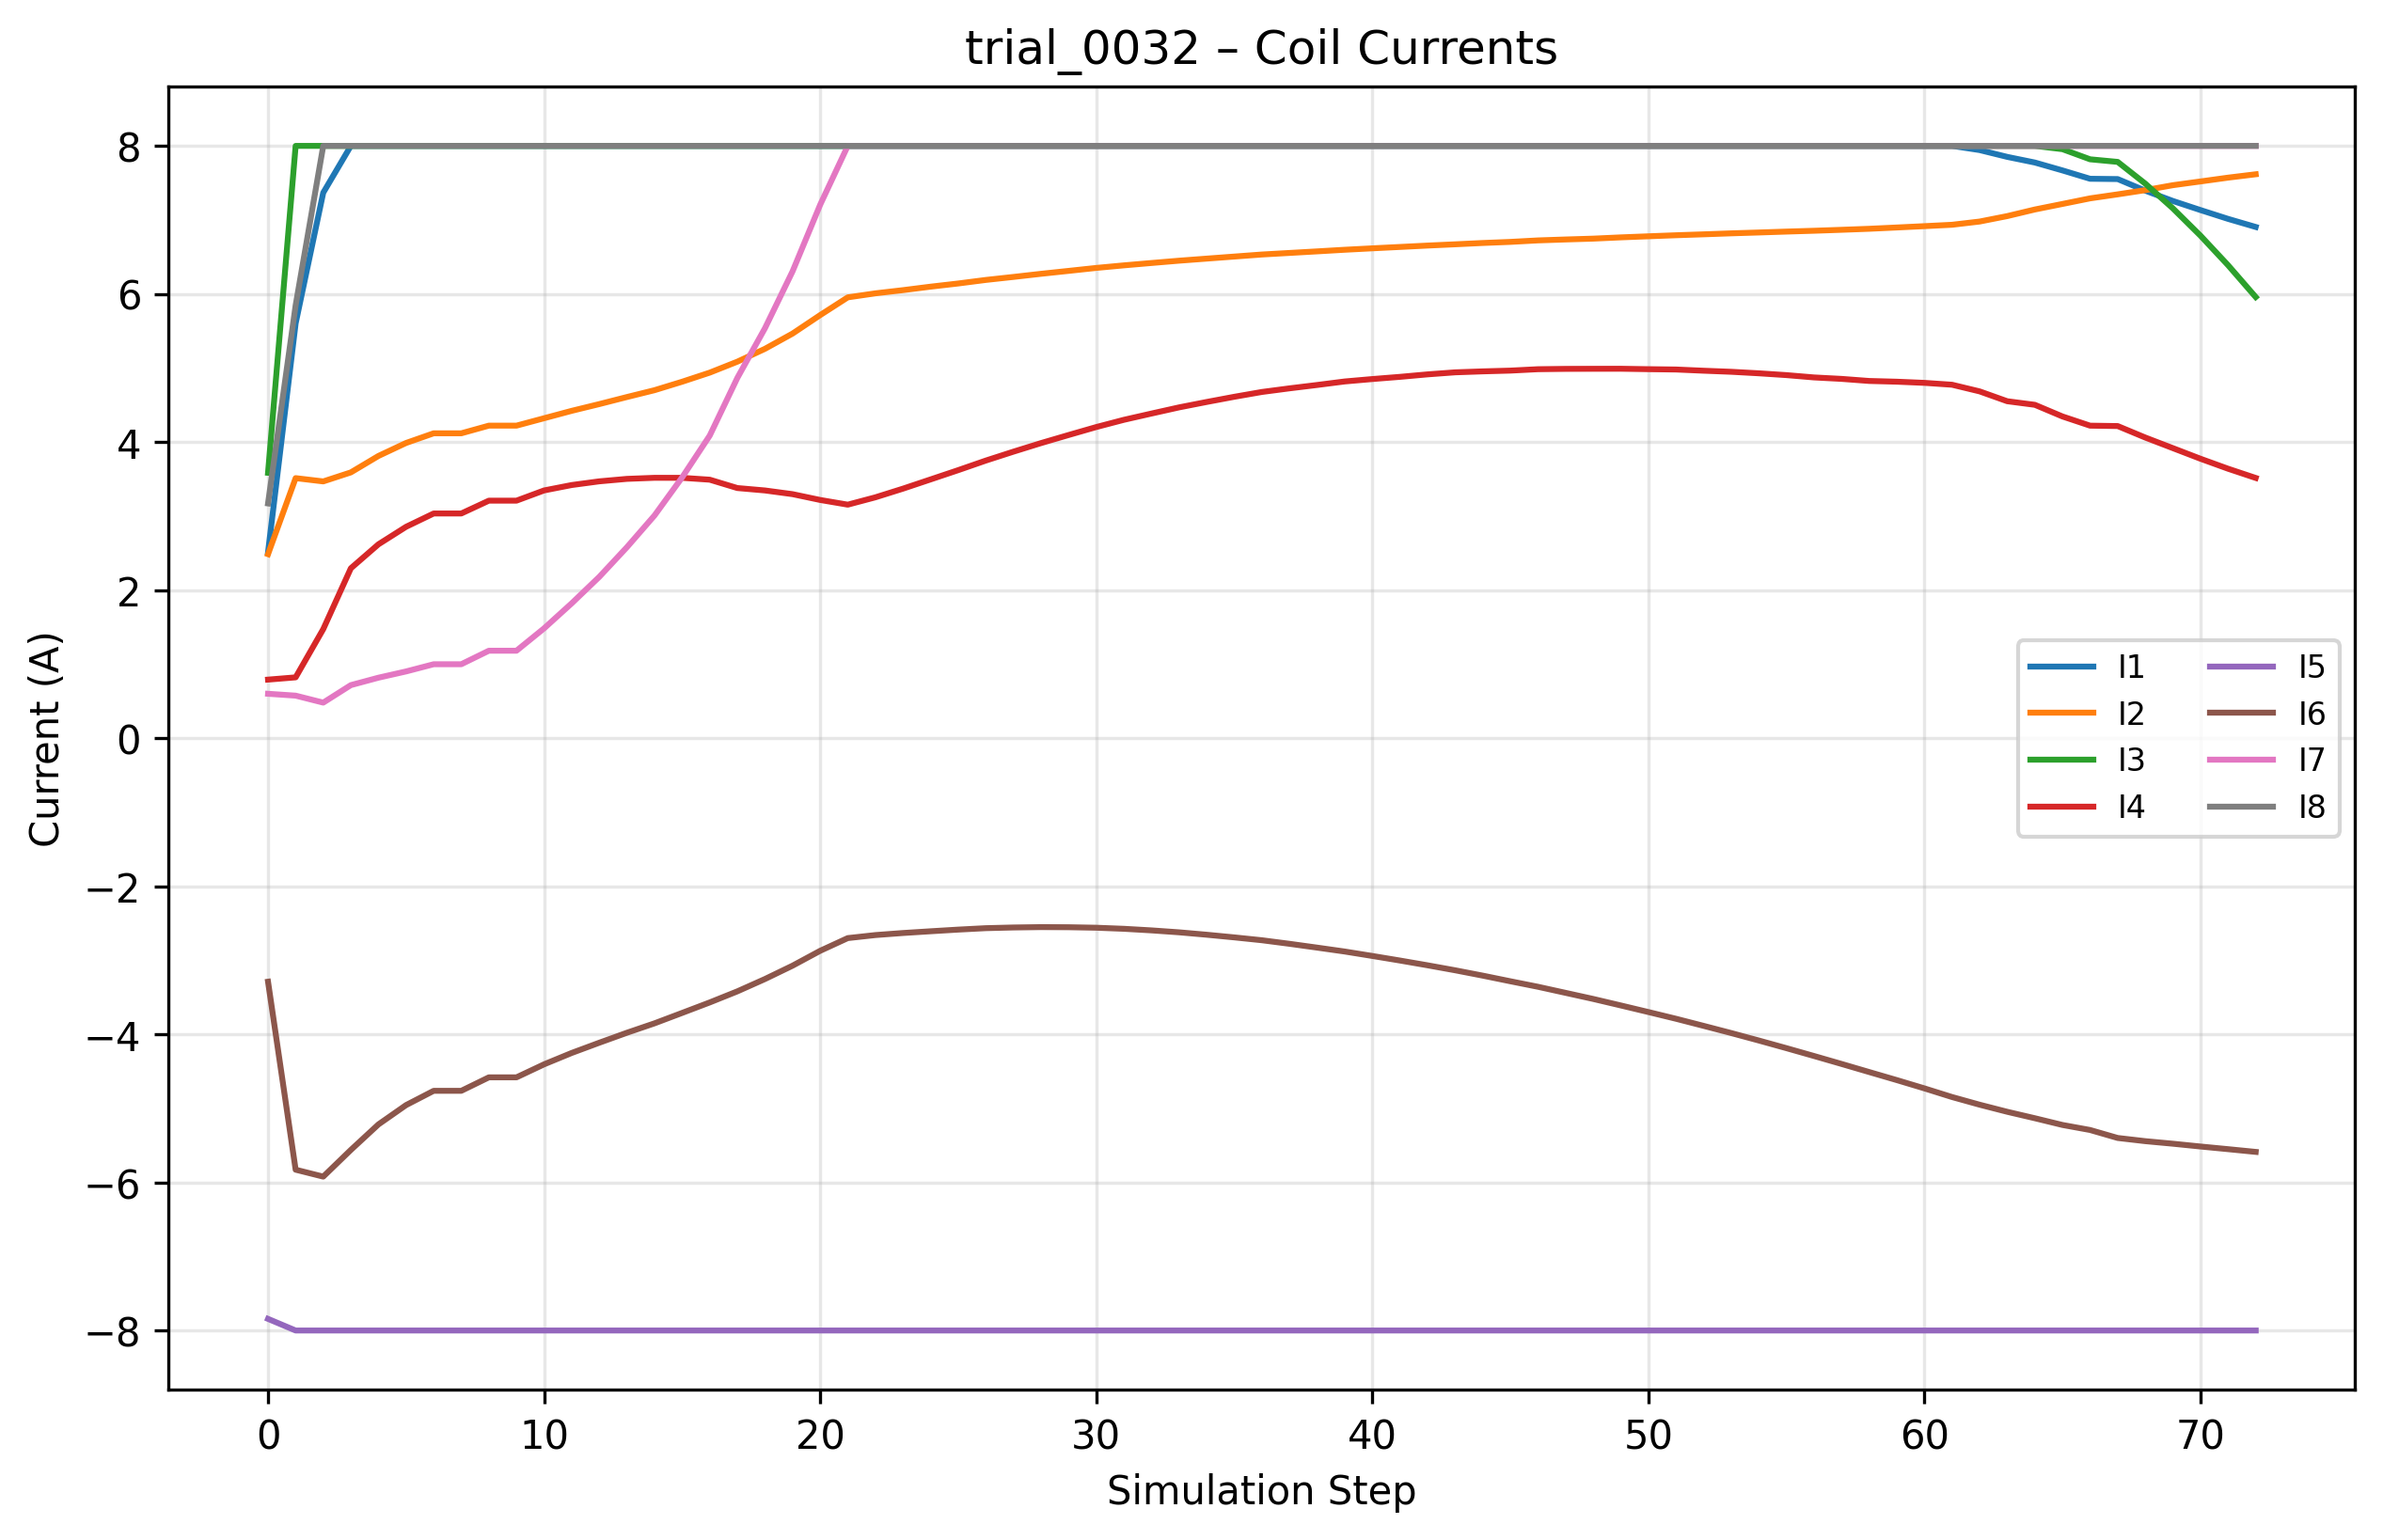 trial_0032 – Coil Currents
Current (A)
8
6
4
2
0
−2
−4
−6
−8
I1
I2
I3
I4
I5
I6
I7
I8
0 10 20 30 40 50 60 70
Simulation Step